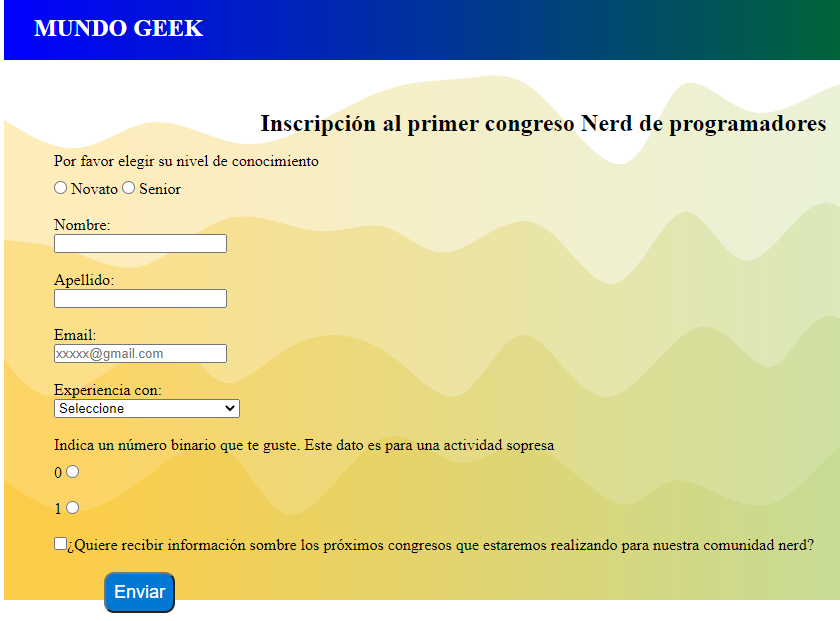 MUNDO GEEK
Inscripción al primer congreso Nerd de programadores
Por favor elegir su nivel de conocimiento
Novato Senior
Nombre:
Apellido:
Email:
xxxxx@gmail.com
Experiencia con:
Seleccione
Indica un número binario que te guste. Este dato es para una actividad sopresa
0
1
¿Quiere recibir información sombre los próximos congresos que estaremos realizando para nuestra comunidad nerd?
Enviar